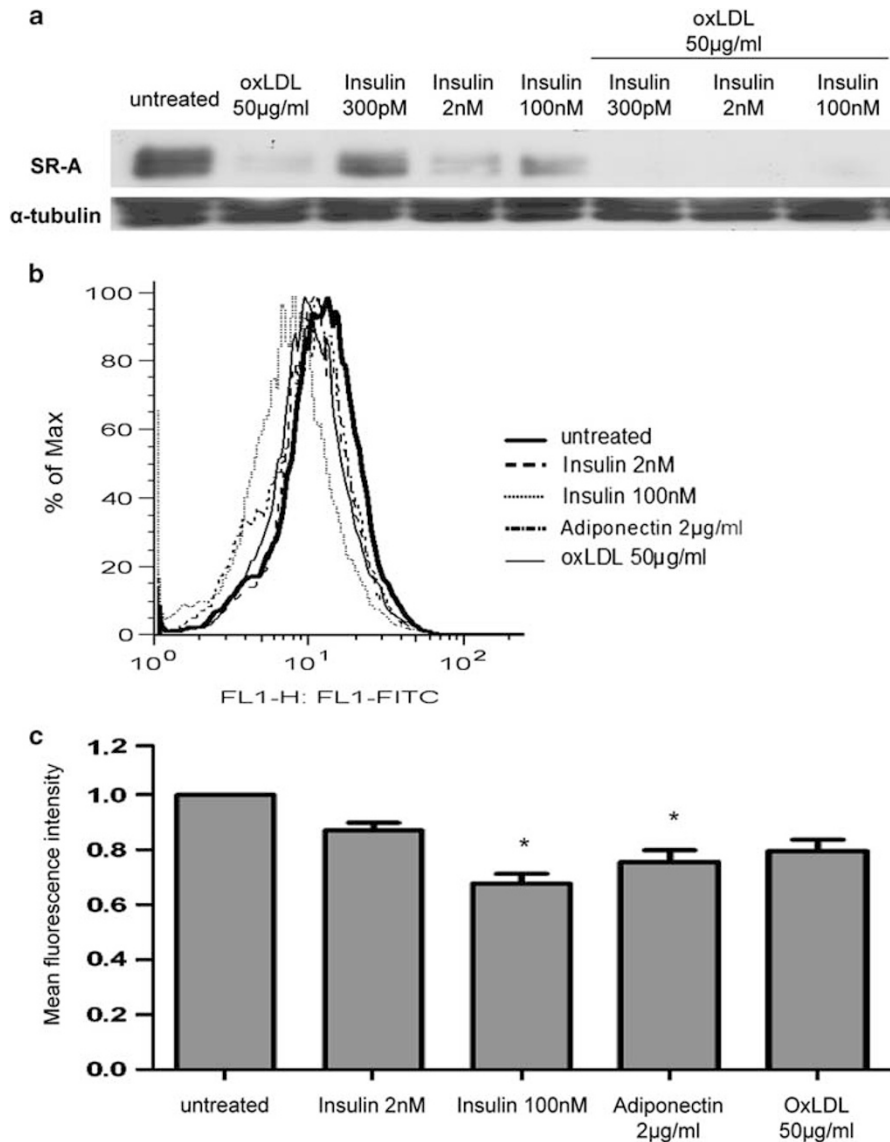 a
oxLDL
50µg/ml
untreated oxLDL 50µg/ml Insulin 300pM Insulin 2nM Insulin 100nM Insulin 300pM Insulin 2nM Insulin 100nM
SR-A
α-tubulin
b
100
80
60
40
20
0
% of Max
10⁰ 10¹ 10²
FL1-H: FL1-FITC
untreated
Insulin 2nM
Insulin 100nM
Adiponectin 2µg/ml
oxLDL 50µg/ml
c
1.2
1.0
0.8
0.6
0.4
0.2
0.0
Mean fluorescence intensity
* *
untreated Insulin 2nM Insulin 100nM Adiponectin 2µg/ml OxLDL 50µg/ml